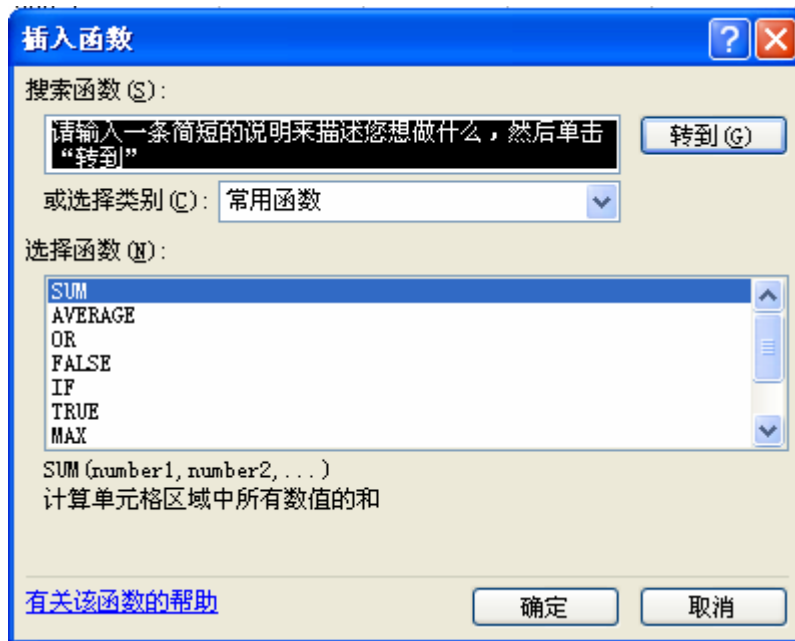 插入函数
搜索函数(S):
请输入一条简短的说明来描述您想做什么，然后单击
“转到”
转到(G)
或选择类别(C): 常用函数
选择函数(N):
SUM
AVERAGE
OR
FALSE
IF
TRUE
MAX
SUM(number1,number2,...)
计算单元格区域中所有数值的和
有关该函数的帮助
确定
取消